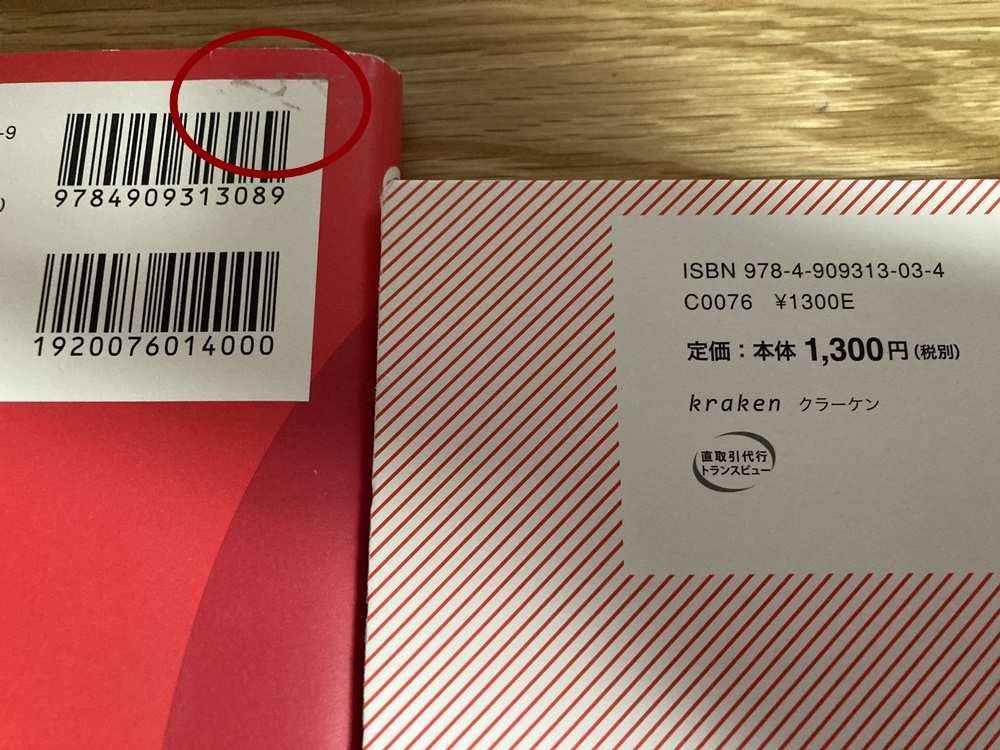 -9
)
9784909313089
1920076014000
ISBN 978-4-909313-03-4
C0076 ¥1300E
定価：本体 1,300円（税別）
kraken クラーケン
直取引代行
トランスビュー